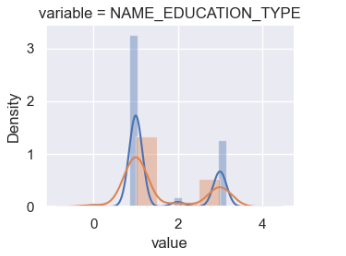 variable = NAME_EDUCATION_TYPE
3
2
1
0
Density
0
2
4
value